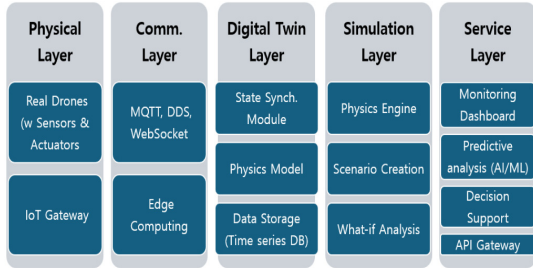 Physical
Layer
Real Drones
(w Sensors &
Actuators
IoT Gateway
Comm.
Layer
MQTT, DDS,
WebSocket
Edge
Computing
Digital Twin
Layer
State Synch.
Module
Physics Model
Data Storage
(Time series DB)
Simulation
Layer
Physics Engine
Scenario Creation
What-if Analysis
Service
Layer
Monitoring
Dashboard
Predictive
analysis (AI/ML)
Decision
Support
API Gateway